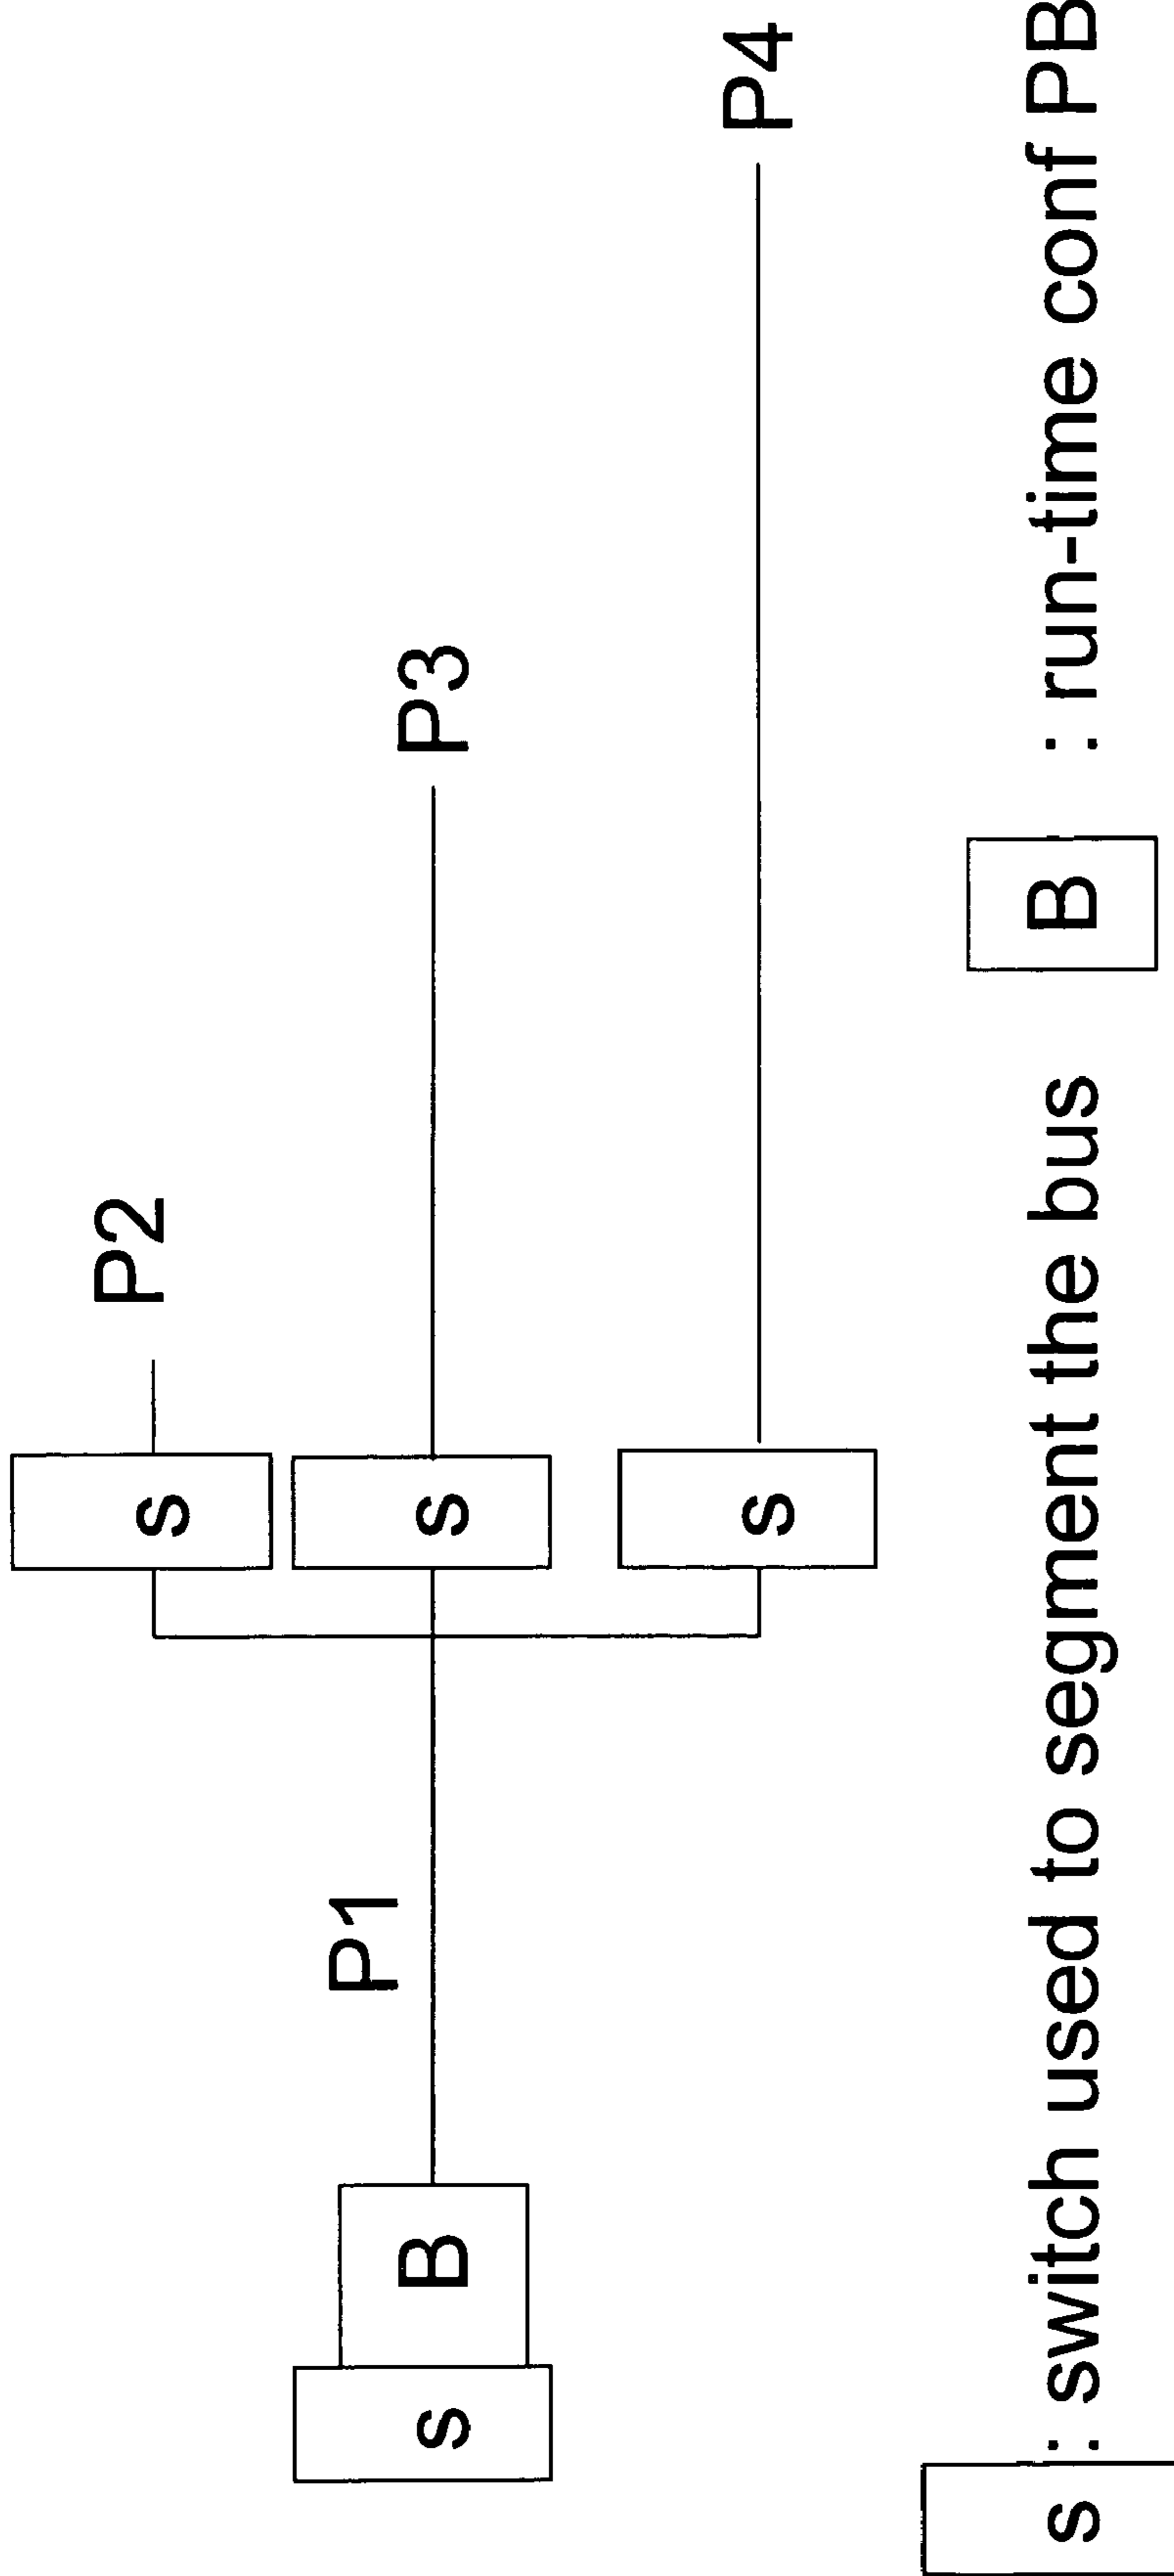 P2
s
P1
P3
s B s
s
P4
s : switch used to segment the bus B : run-time conf PB